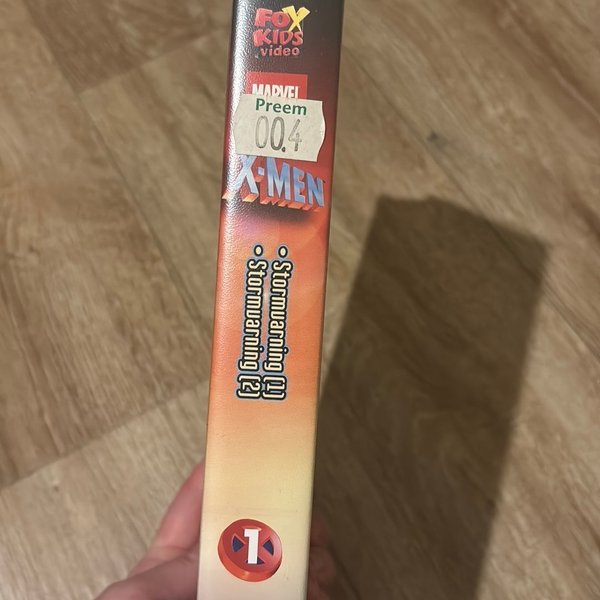 FOX
KIDS
video
MARVEL
Preem
00.4
X-MEN
• Stormvarning (1)
• Stormvarning (2)
1